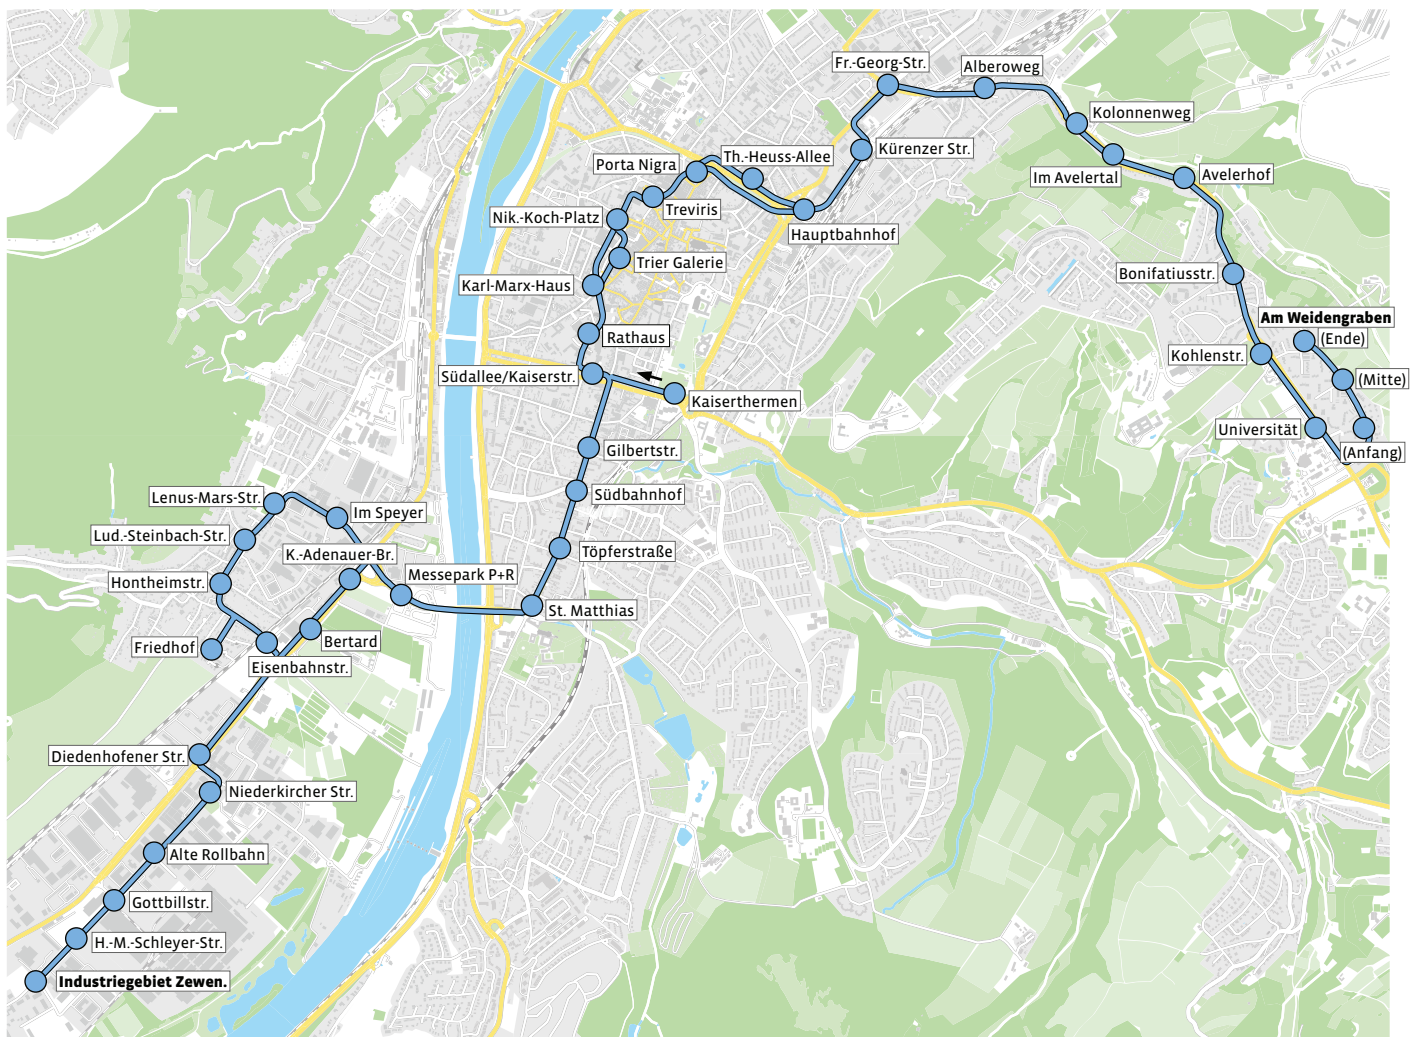 Fr.-Georg-Str.
Alberoweg
Kolonnenweg
Kürenzer Str.
Th.-Heuss-Allee
Porta Nigra
Im Avelertal
Avelerhof
Treviris
Nik.-Koch-Platz
Hauptbahnhof
Trier Galerie
Bonifatiusstr.
Karl-Marx-Haus
Am Weidengraben
(Ende)
Rathaus
Kohlenstr.
Südallee/Kaiserstr.
(Mitte)
Kaiserthermen
Universität
Gilbertstr.
(Anfang)
Südbahnhof
Lenus-Mars-Str.
Im Speyer
Lud.-Steinbach-Str.
K.-Adenauer-Br.
Töpferstraße
Messepark P+R
Hontheimstr.
St. Matthias
Bertard
Friedhof
Eisenbahnstr.
Diedenhofener Str.
Niederkircher Str.
Alte Rollbahn
Gottbillstr.
H.-M.-Schleyer-Str.
Industriegebiet Zewen.